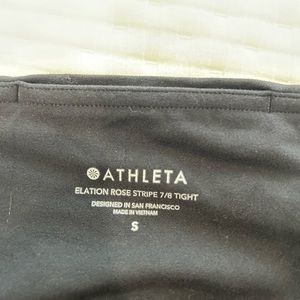 ATHLETA
ELATION ROSE STRIPE 7/8 TIGHT
DESIGNED IN SAN FRANCISCO
MADE IN VIETNAM
S